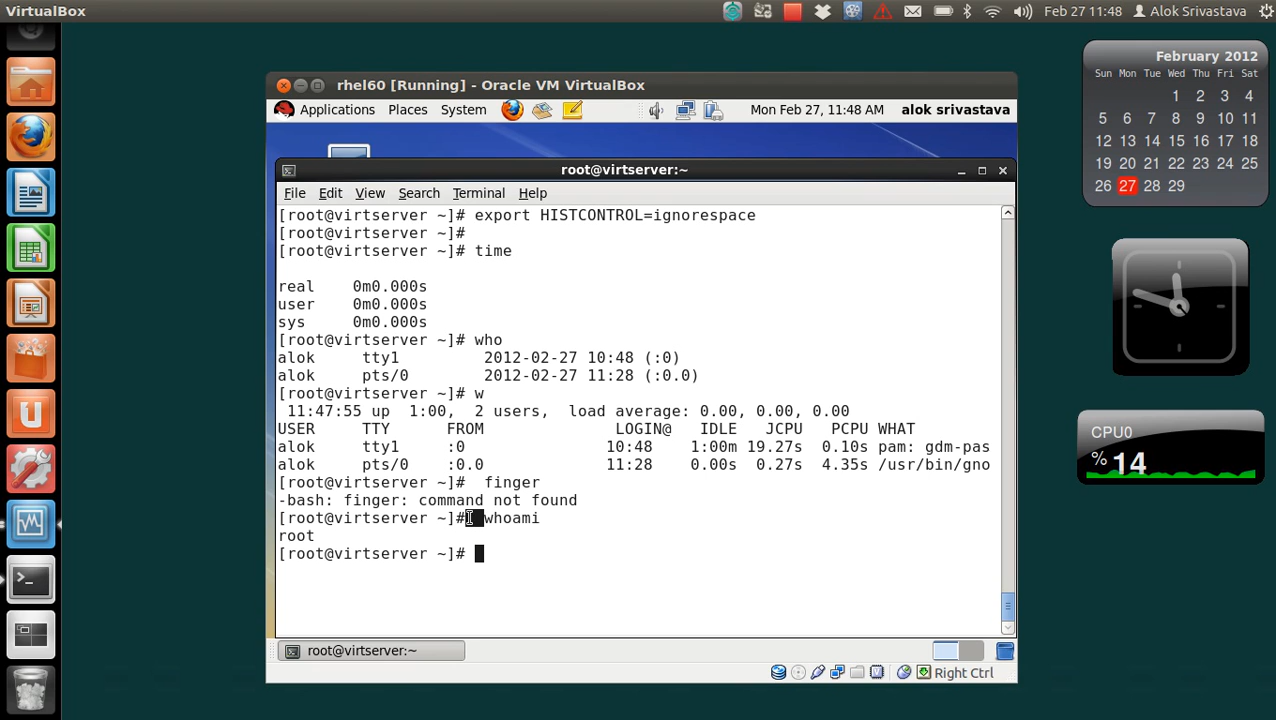 VirtualBox
Feb 27 11:48 Alok Srivastava
rhel60 [Running] - Oracle VM VirtualBox
Applications Places System Mon Feb 27, 11:48 AM alok srivastava
root@virtserver:~
File Edit View Search Terminal Help
[root@virtserver ~]# export HISTCONTROL=ignorespace
[root@virtserver ~]#
[root@virtserver ~]# time
real 0m0.000s
user 0m0.000s
sys 0m0.000s
[root@virtserver ~]# who
alok tty1 2012-02-27 10:48 (:0)
alok pts/0 2012-02-27 11:28 (:0.0)
[root@virtserver ~]# w
11:47:55 up 1:00, 2 users, load average: 0.00, 0.00, 0.00
USER TTY FROM LOGIN@ IDLE JCPU PCPU WHAT
alok tty1 :0 10:48 1:00m 19.27s 0.10s pam: gdm-pas
alok pts/0 :0.0 11:28 0.00s 0.27s 4.35s /usr/bin/gno
[root@virtserver ~]#  finger
-bash: finger: command not found
[root@virtserver ~]#  whoami
root
[root@virtserver ~]#
root@virtserver:~
Right Ctrl
February 2012
Sun Mon Tue Wed Thu Fri Sat
1 2 3 4
5 6 7 8 9 10 11
12 13 14 15 16 17 18
19 20 21 22 23 24 25
26 27 28 29
CPU0
% 14